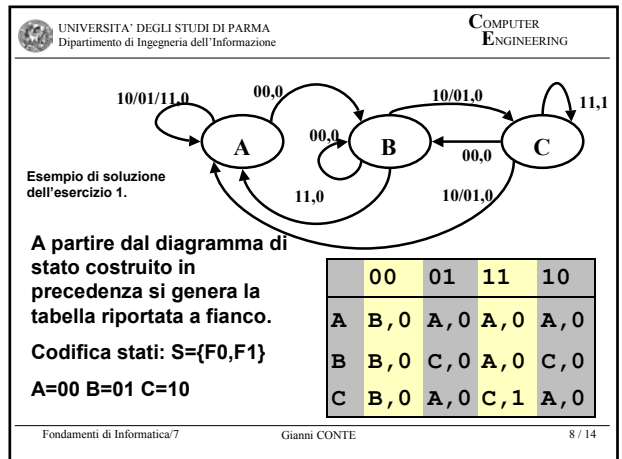 UNIVERSITA' DEGLI STUDI DI PARMA
Dipartimento di Ingegneria dell'Informazione
COMPUTER
ENGINEERING
10/01/11,0
00,0
10/01,0
11,1
A
00,0
B
00,0
C
11,0
10/01,0
Esempio di soluzione
dell'esercizio 1.
A partire dal diagramma di
stato costruito in
precedenza si genera la
tabella riportata a fianco.
Codifica stati: S={F0,F1}
A=00 B=01 C=10
00 01 11 10
A B,0 A,0 A,0 A,0
B B,0 C,0 A,0 C,0
C B,0 A,0 C,1 A,0
Fondamenti di Informatica/7 Gianni CONTE 8 / 14